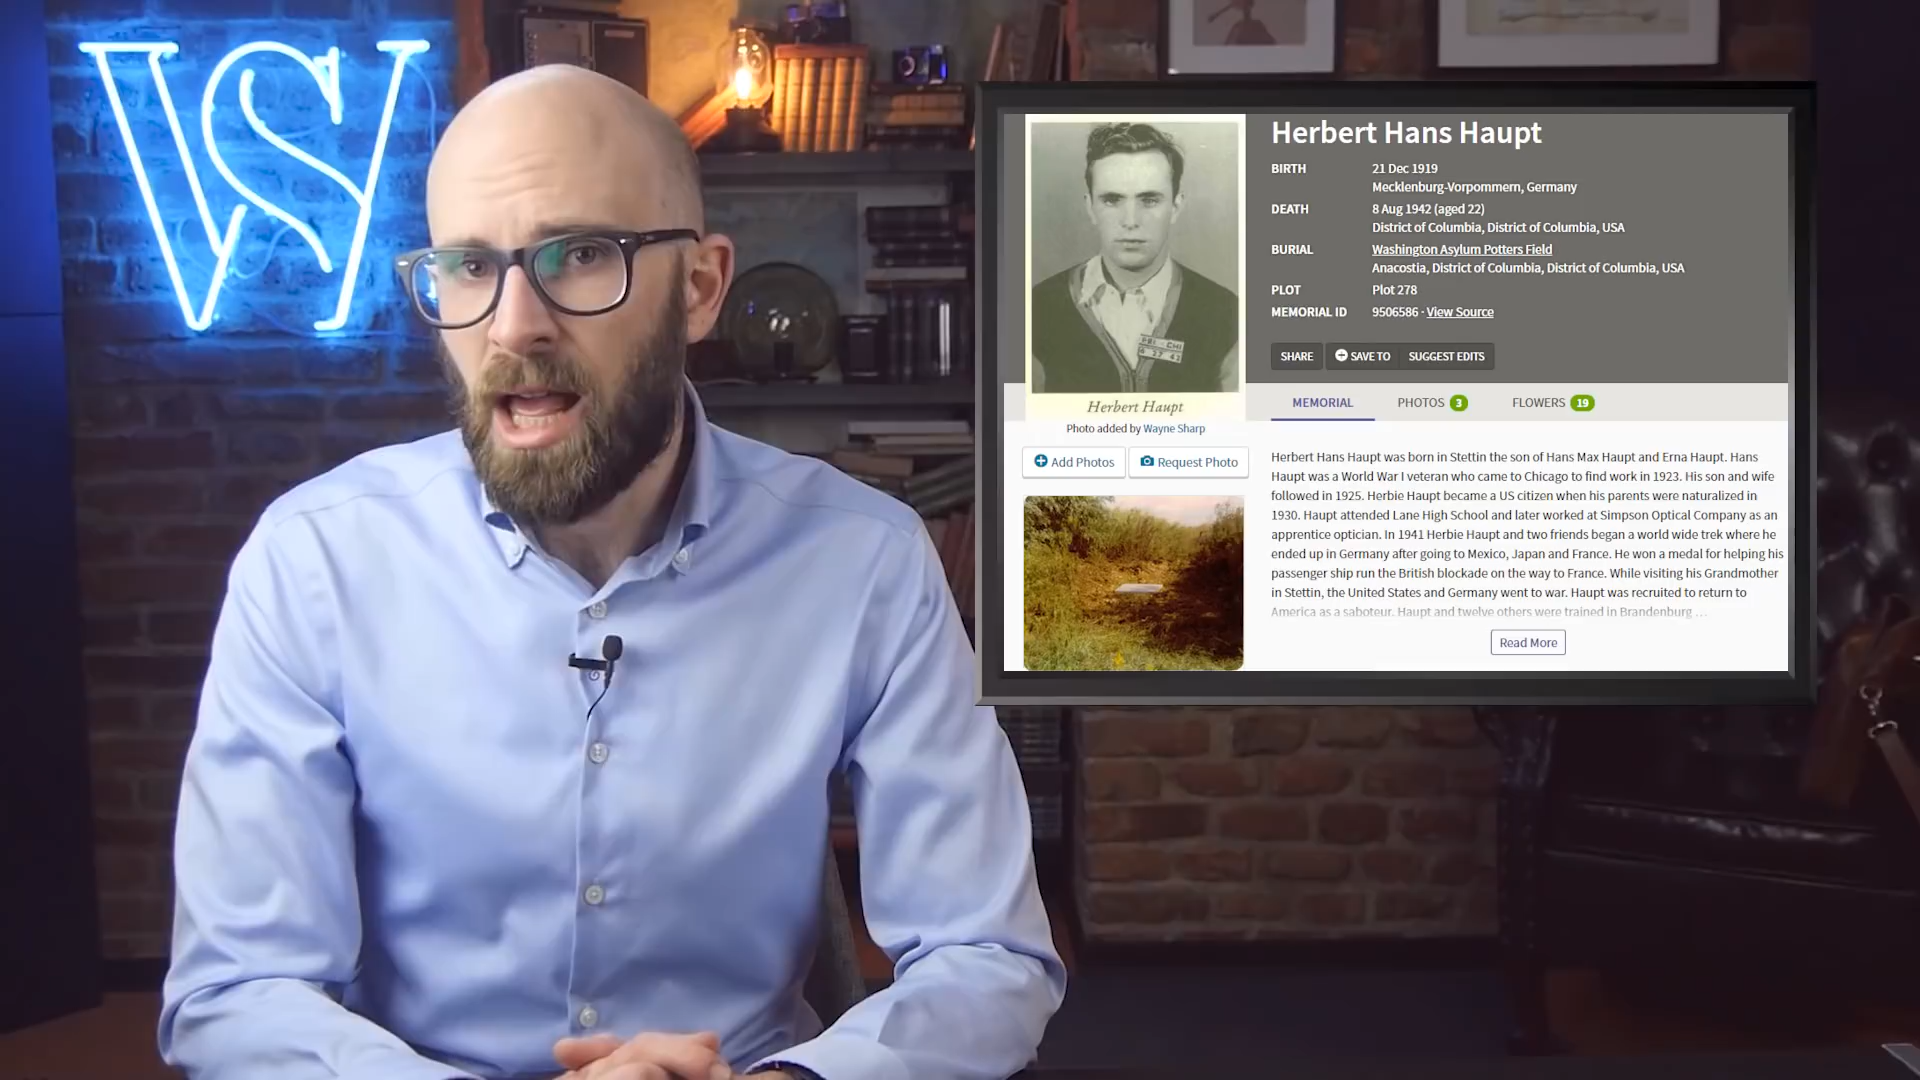 WS
Herbert Hans Haupt
BIRTH 21 Dec 1919
Mecklenburg-Vorpommern, Germany
DEATH 8 Aug 1942 (aged 22)
District of Columbia, District of Columbia, USA
BURIAL Washington Asylum Potters Field
Anacostia, District of Columbia, District of Columbia, USA
PLOT Plot 278
MEMORIAL ID 9506586 · View Source
SHARE SAVE TO SUGGEST EDITS
MEMORIAL PHOTOS 3 FLOWERS 19
Herbert Haupt
Photo added by Wayne Sharp
Add Photos Request Photo
Herbert Hans Haupt was born in Stettin the son of Hans Max Haupt and Erna Haupt. Hans
Haupt was a World War I veteran who came to Chicago to find work in 1923. His son and wife
followed in 1925. Herbie Haupt became a US citizen when his parents were naturalized in
1930. Haupt attended Lane High School and later worked at Simpson Optical Company as an
apprentice optician. In 1941 Herbie Haupt and two friends began a world wide trek where he
ended up in Germany after going to Mexico, Japan and France. He won a medal for helping his
passenger ship run the British blockade on the way to France. While visiting his Grandmother
in Stettin, the United States and Germany went to war. Haupt was recruited to return to
America as a saboteur. Haupt and twelve others were trained in Brandenburg …
Read More